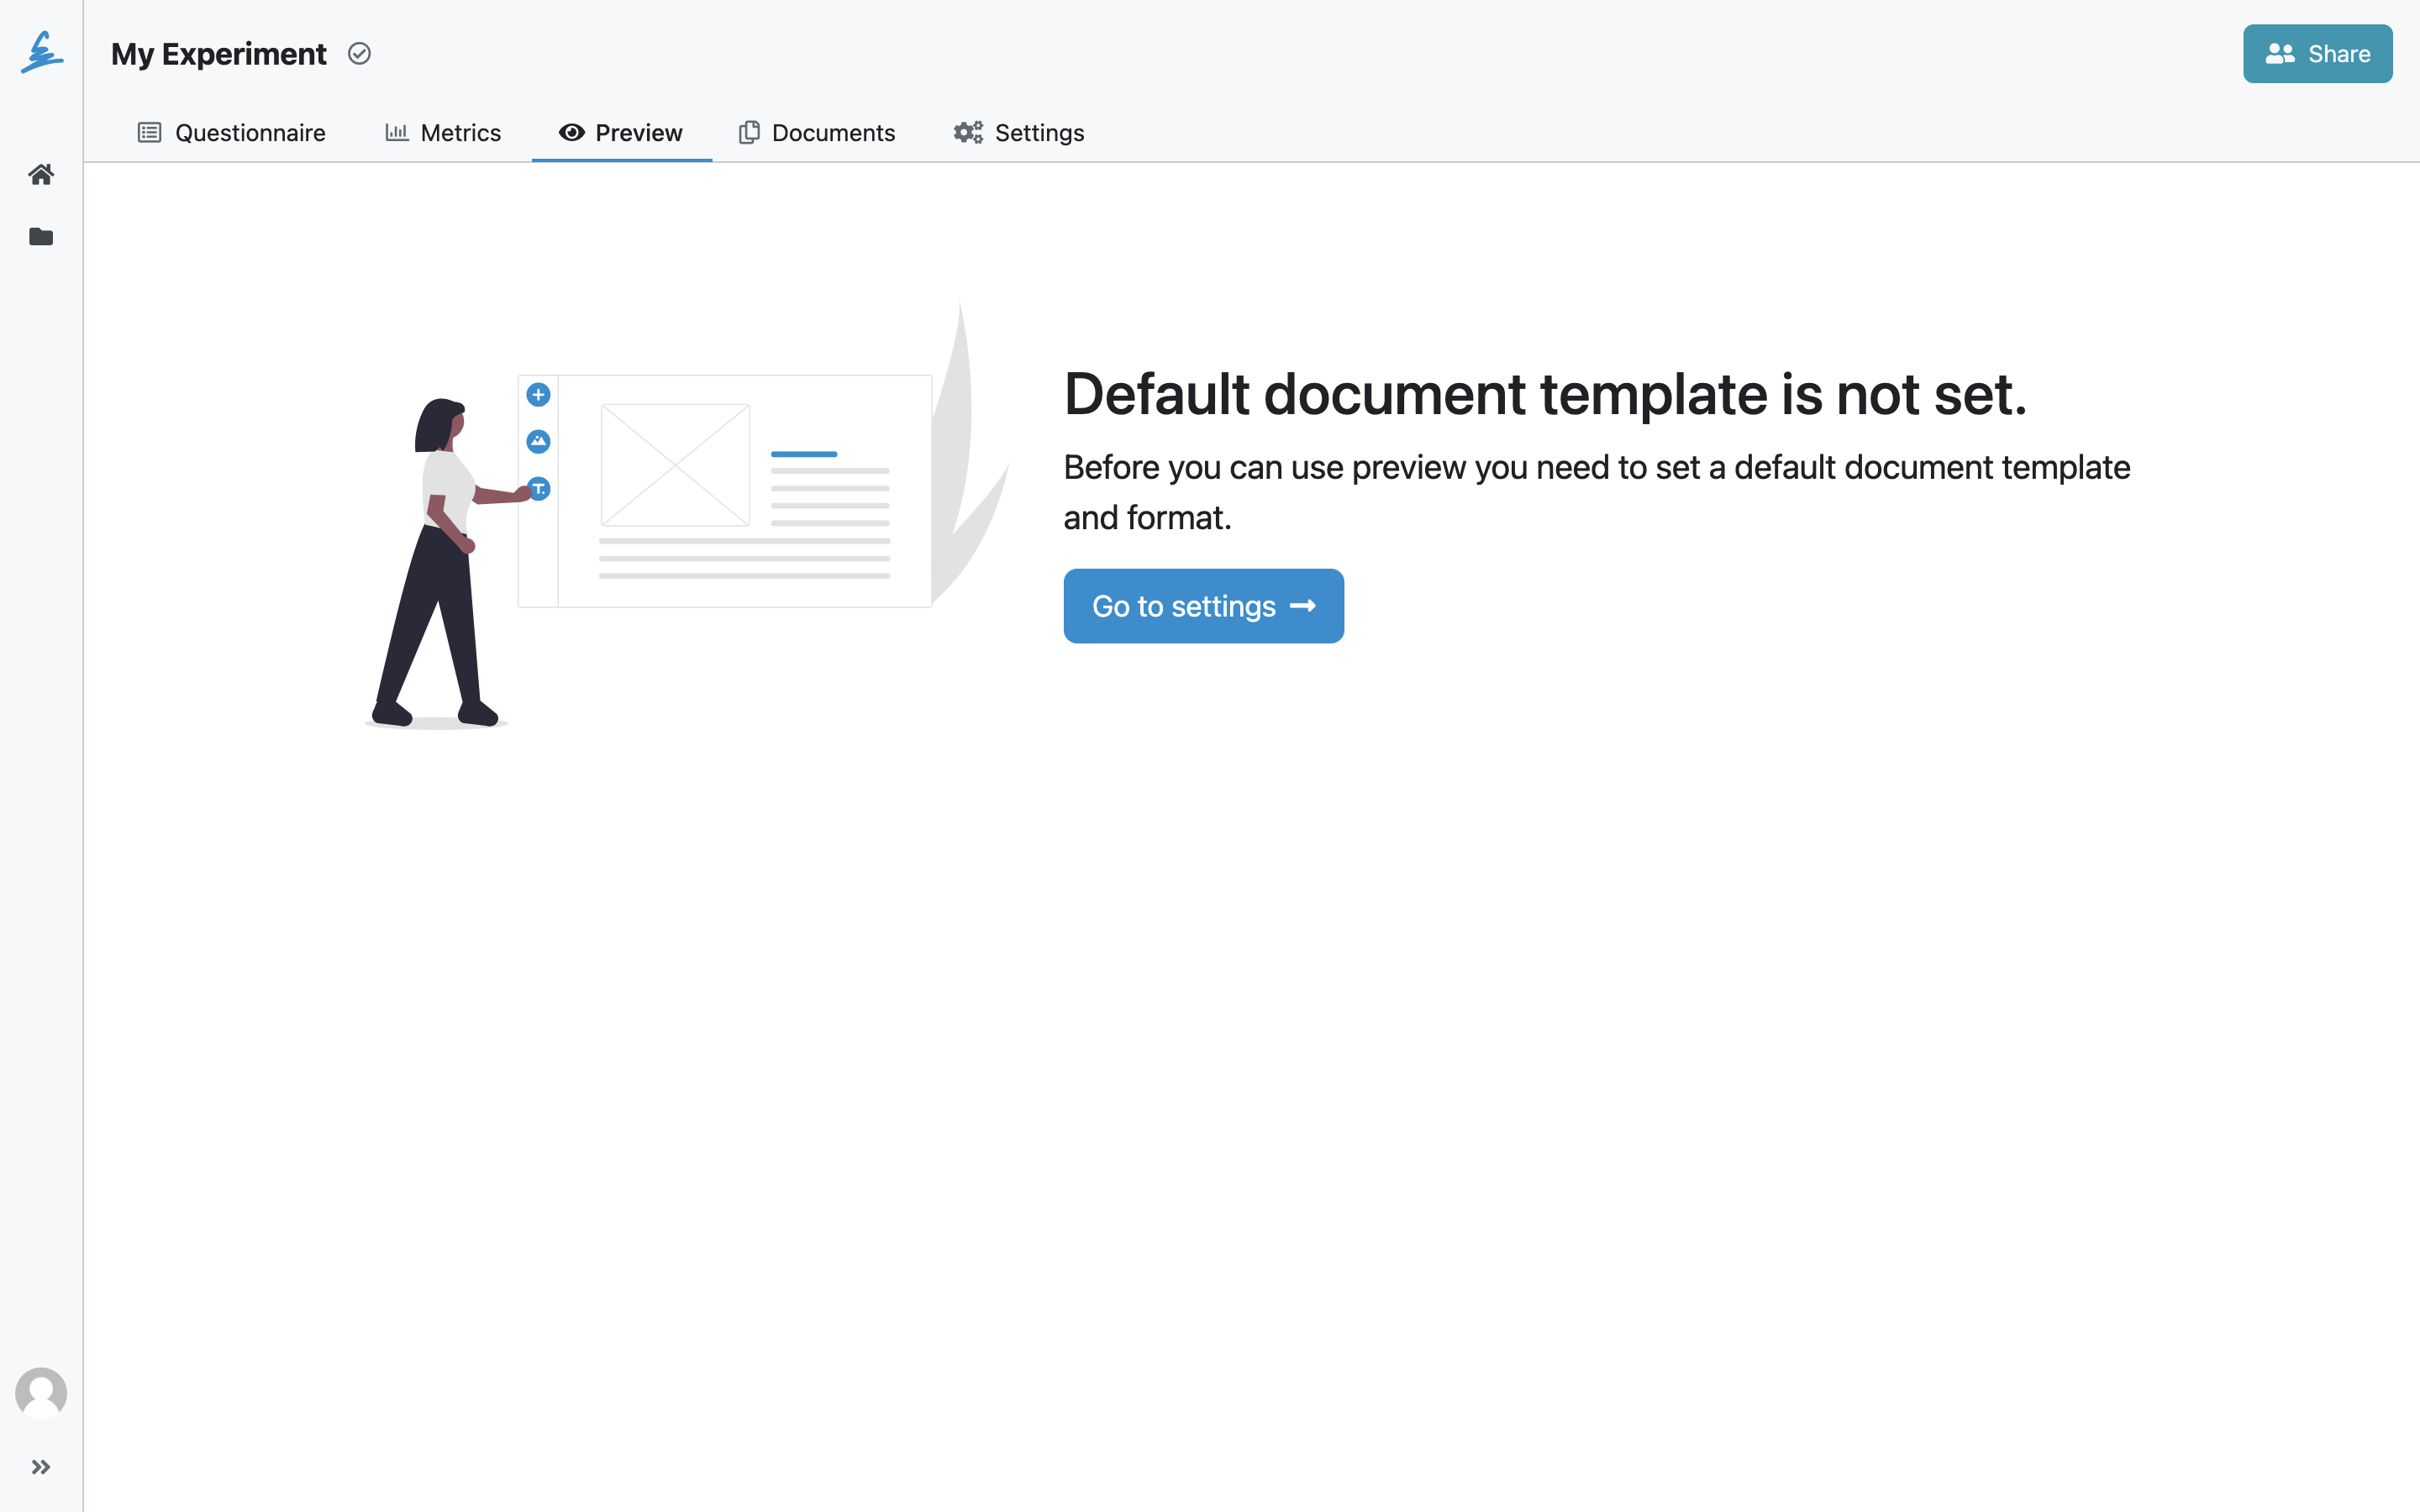 My Experiment
Share
Questionnaire
Metrics
Preview
Documents
Settings
T.
Default document template is not set.
Before you can use preview you need to set a default document template
and format.
Go to settings